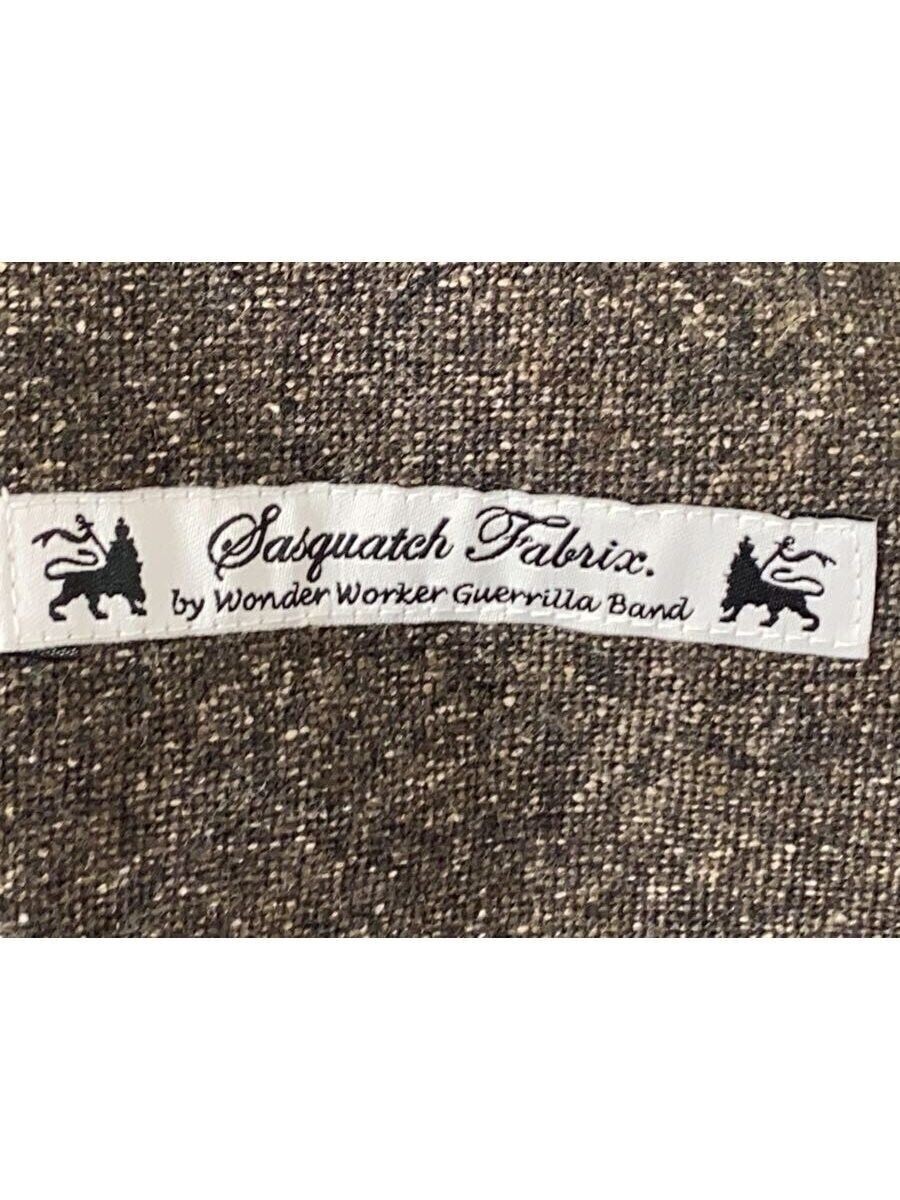 Sasquatch Fabrix.
by Wonder Worker Guerrilla Band